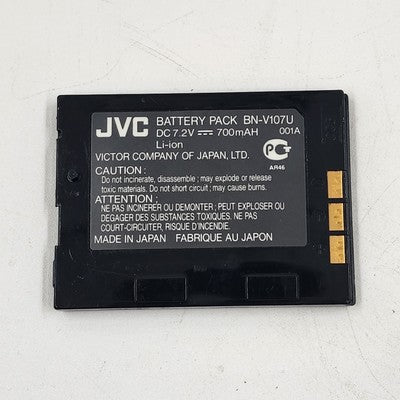 JVC BATTERY PACK BN-V107U
DC 7.2V ⎓ 700mAH 001A
Li-ion
VICTOR COMPANY OF JAPAN, LTD.
PC
AR46
CAUTION :
Do not incinerate, disassemble; may explode or release
toxic materials. Do not short circuit; may cause burns.
ATTENTION :
NE PAS INCINERER OU DEMONTER ; PEUT EXPLOSER OU
DEGAGER DES SUBSTANCES TOXIQUES. NE PAS
COURT-CIRCUITER, RISQUE DE BRULURES.
MADE IN JAPAN FABRIQUE AU JAPON